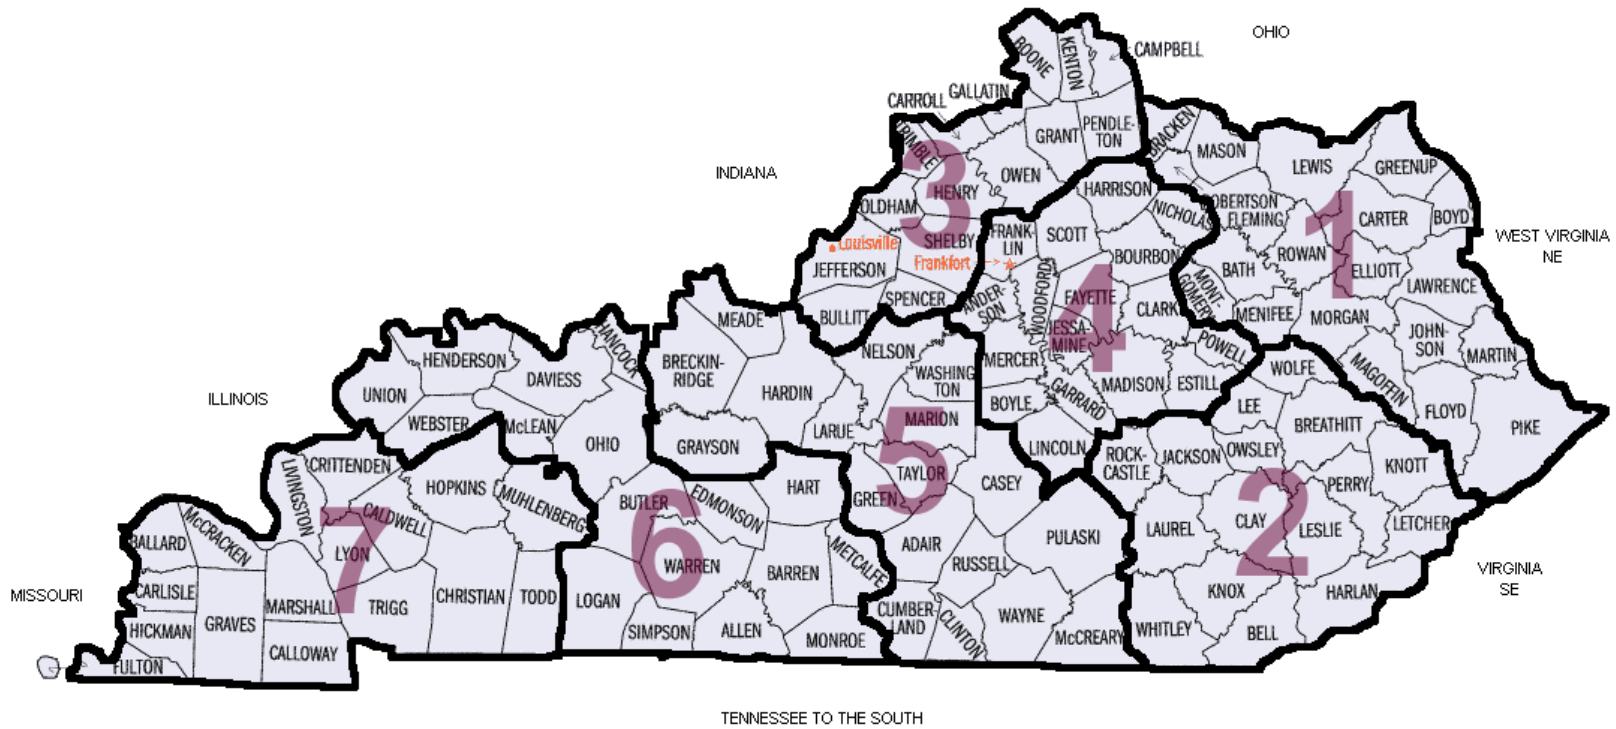 OHIO
BOONE
KENTON
CAMPBELL
GALLATIN
CARROLL
TRIMBLE
GRANT
PENDLE-
TON
BRACKEN
MASON
LEWIS
GREENUP
INDIANA
3
HENRY
OWEN
HARRISON
OLDHAM
NICHOLAS
ROBERTSON
FLEMING
1
CARTER
BOYD
WEST VIRGINIA
NE
Louisville
SHELBY
FRANK-
LIN
SCOTT
BOURBON
ROWAN
ELLIOTT
BATH
Frankfort
JEFFERSON
SPENCER
BULLITT
ANDER-
SON
WOODFORD
FAYETTE
4
CLARK
MONT-
GOMERY
MENIFEE
MORGAN
LAWRENCE
JOHN-
SON
MARTIN
MEADE
HANCOCK
BRECKIN-
RIDGE
HARDIN
NELSON
WASHING
TON
MERCER
JESSA-
MINE
POWELL
MADISON
ESTILL
GARRARD
BOYLE
WOLFE
MAGOFFIN
FLOYD
PIKE
ILLINOIS
HENDERSON
UNION
DAVIESS
WEBSTER
McLEAN
OHIO
GRAYSON
LARUE
MARION
5
LINCOLN
LEE
BREATHITT
ROCK-
CASTLE
JACKSON
OWSLEY
KNOTT
PERRY
LIVINGSTON
CRITTENDEN
HOPKINS
MUHLENBERG
CALDWELL
7
LYON
BUTLER
6
EDMONSON
HART
GREEN
TAYLOR
CASEY
LAUREL
CLAY
2
LESLIE
LETCHER
BALLARD
McCRACKEN
WARREN
BARREN
METCALFE
ADAIR
RUSSELL
PULASKI
MISSOURI
CARLISLE
HICKMAN
GRAVES
MARSHALL
TRIGG
CHRISTIAN
TODD
LOGAN
SIMPSON
ALLEN
MONROE
CUMBER-
LAND
CLINTON
WAYNE
McCREARY
WHITLEY
KNOX
BELL
HARLAN
VIRGINIA
SE
FULTON
CALLOWAY
TENNESSEE TO THE SOUTH